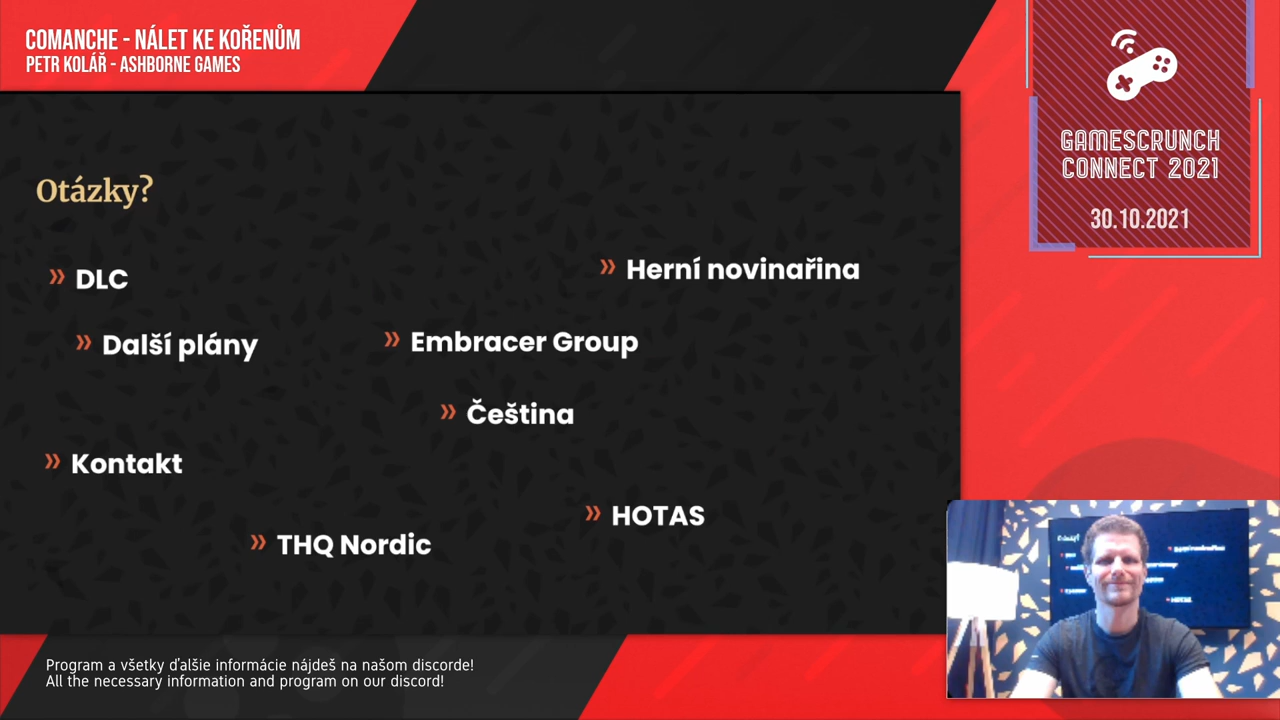 COMANCHE - NÁLET KE KOŘENŮM
PETR KOLÁŘ - ASHBORNE GAMES
GAMESCRUNCH
CONNECT 2021
30.10.2021
Otázky?
» DLC
» Herní novinařina
» Další plány
» Embracer Group
» Čeština
» Kontakt
» HOTAS
» THQ Nordic
Program a všetky ďalšie informácie nájdeš na našom discorde!
All the necessary information and program on our discord!